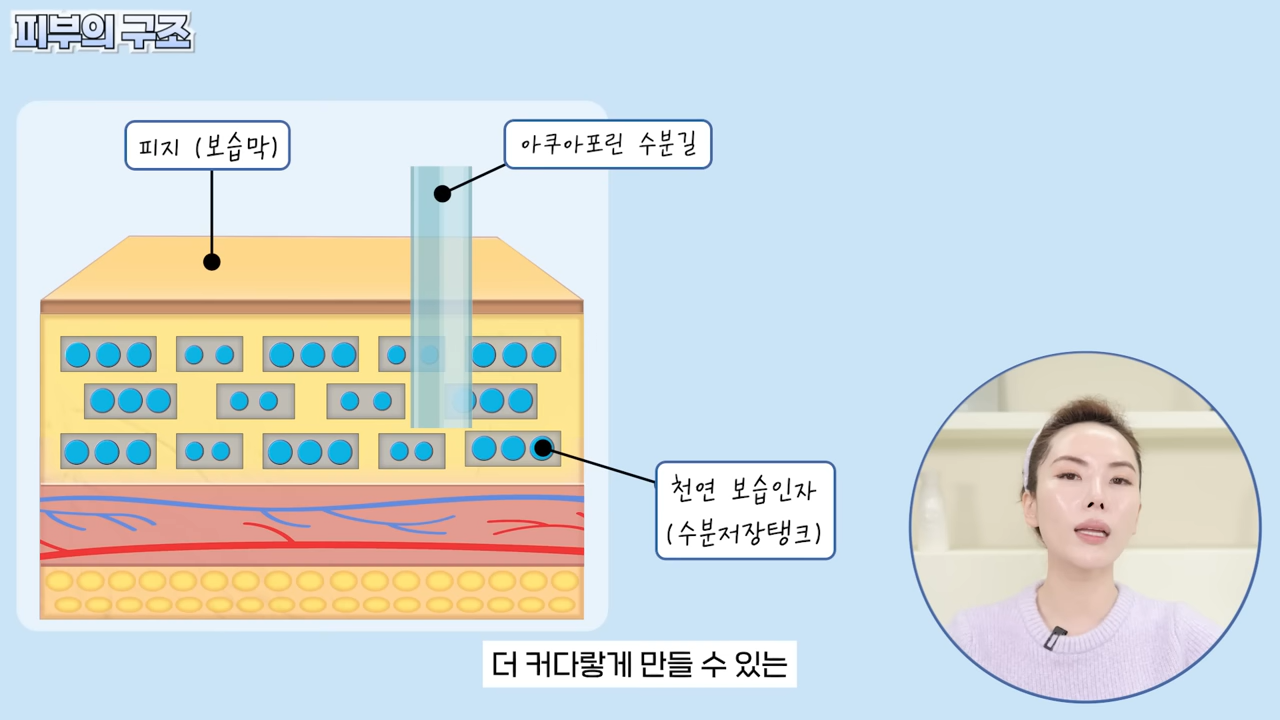 피부의 구조
피지 (보습막)
아쿠아포린 수분길
천연 보습인자
(수분저장탱크)
더 커다랗게 만들 수 있는